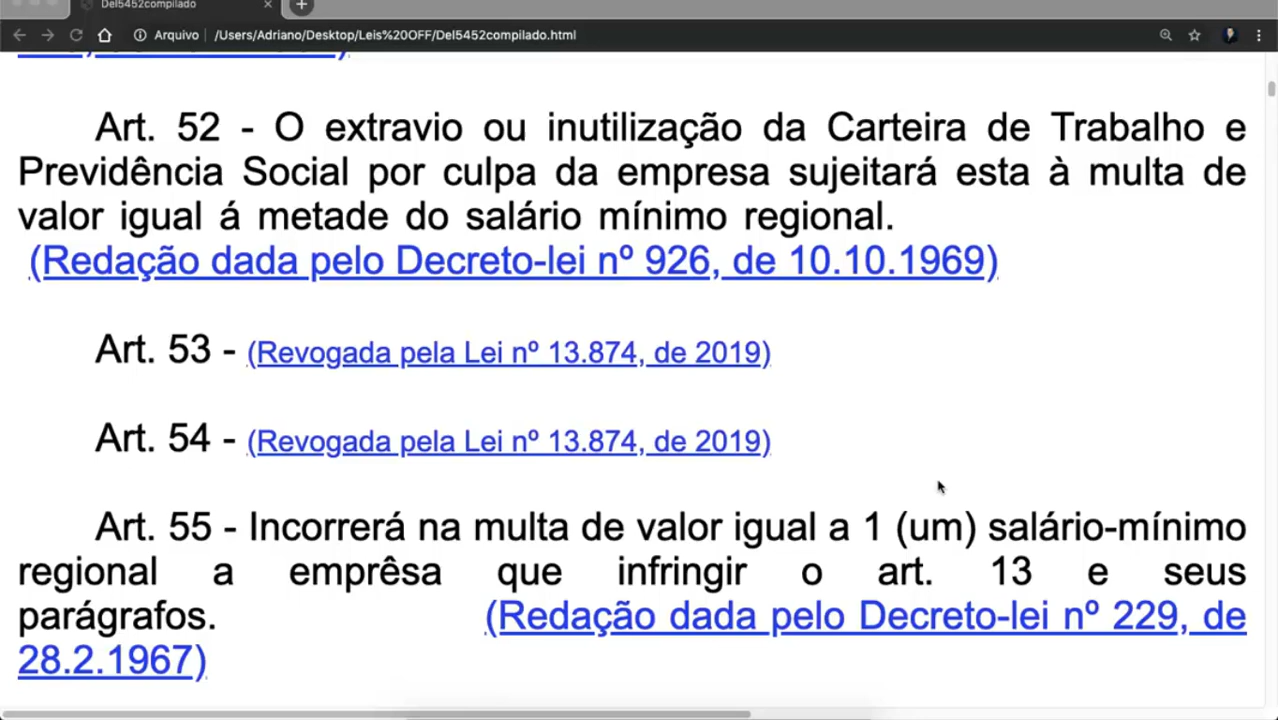 Del5452compilado
Arquivo /Users/Adriano/Desktop/Leis%20OFF/Del5452compilado.html
Art. 52 - O extravio ou inutilização da Carteira de Trabalho e
Previdência Social por culpa da empresa sujeitará esta à multa de
valor igual á metade do salário mínimo regional.
(Redação dada pelo Decreto-lei nº 926, de 10.10.1969)
Art. 53 - (Revogada pela Lei nº 13.874, de 2019)
Art. 54 - (Revogada pela Lei nº 13.874, de 2019)
Art. 55 - Incorrerá na multa de valor igual a 1 (um) salário-mínimo
regional a emprêsa que infringir o art. 13 e seus
parágrafos. (Redação dada pelo Decreto-lei nº 229, de
28.2.1967)